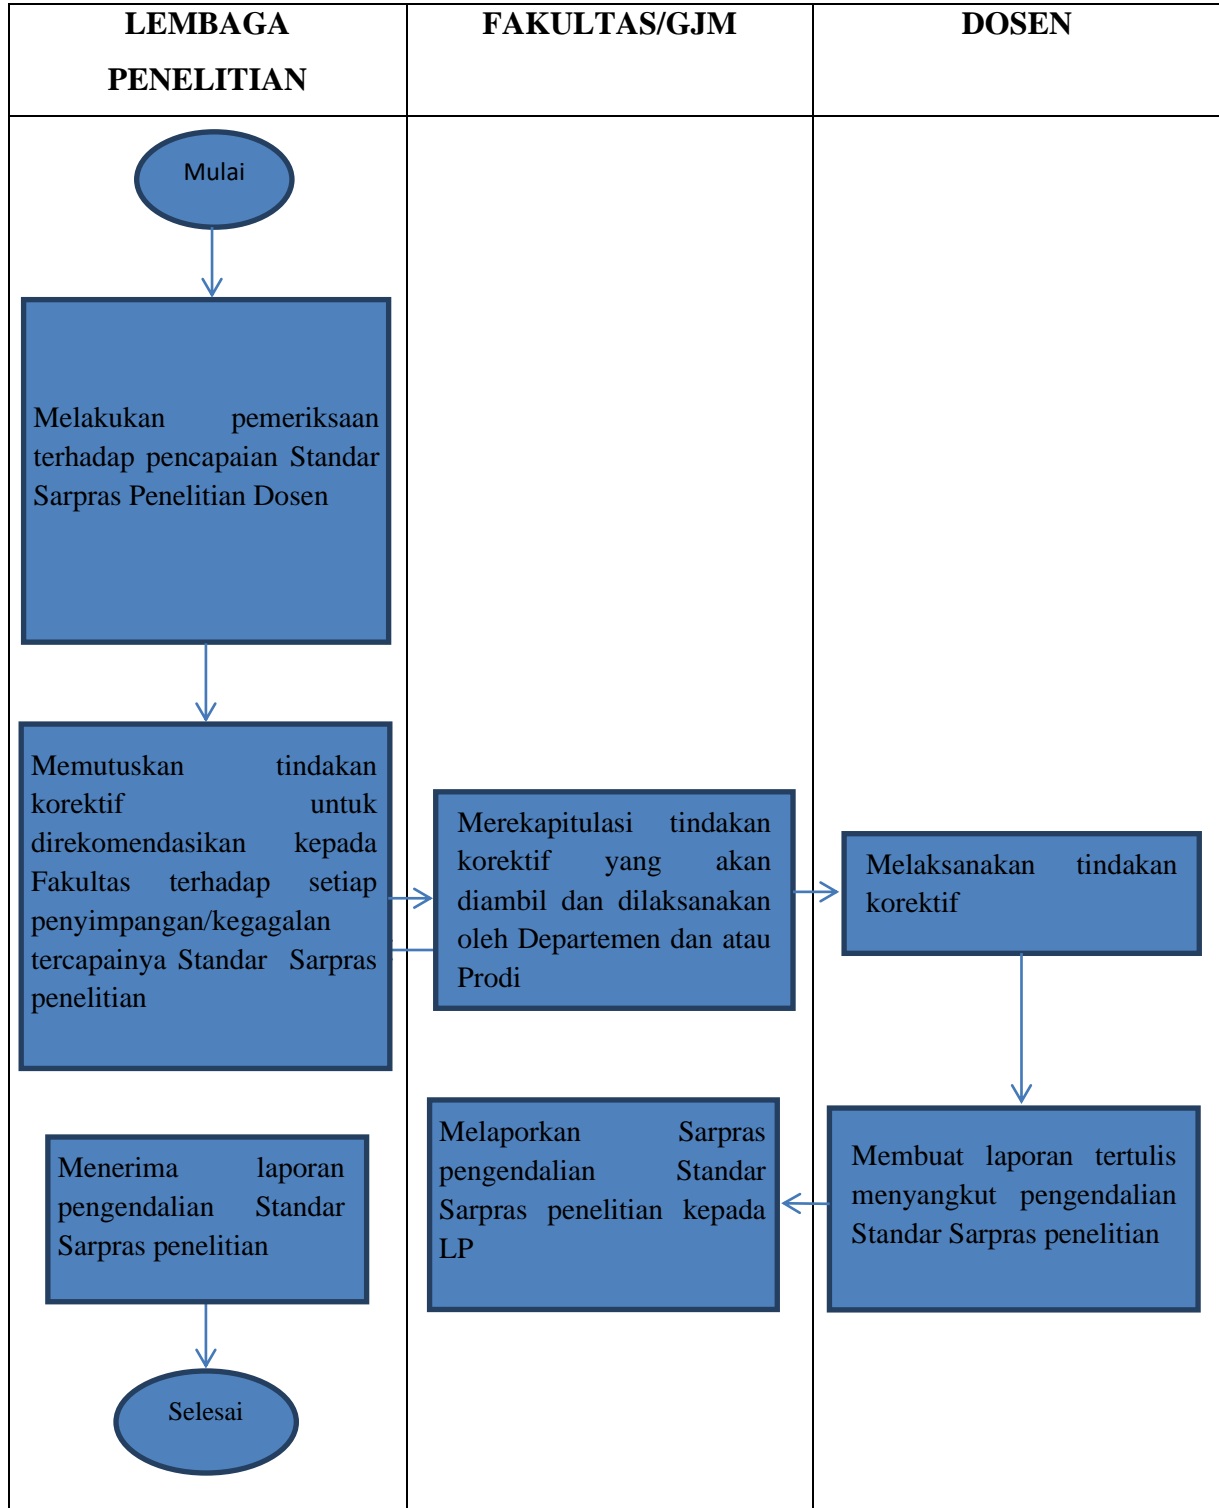 LEMBAGA
PENELITIAN
FAKULTAS/GJM
DOSEN
Mulai
Melakukan pemeriksaan
terhadap pencapaian Standar
Sarpras Penelitian Dosen
Memutuskan tindakan
korektif untuk
direkomendasikan kepada
Fakultas terhadap setiap
penyimpangan/kegagalan
tercapainya Standar Sarpras
penelitian
Merekapitulasi tindakan
korektif yang akan
diambil dan dilaksanakan
oleh Departemen dan atau
Prodi
Melaksanakan tindakan
korektif
Membuat laporan tertulis
menyangkut pengendalian
Standar Sarpras penelitian
Melaporkan Sarpras
pengendalian Standar
Sarpras penelitian kepada
LP
Menerima laporan
pengendalian Standar
Sarpras penelitian
Selesai